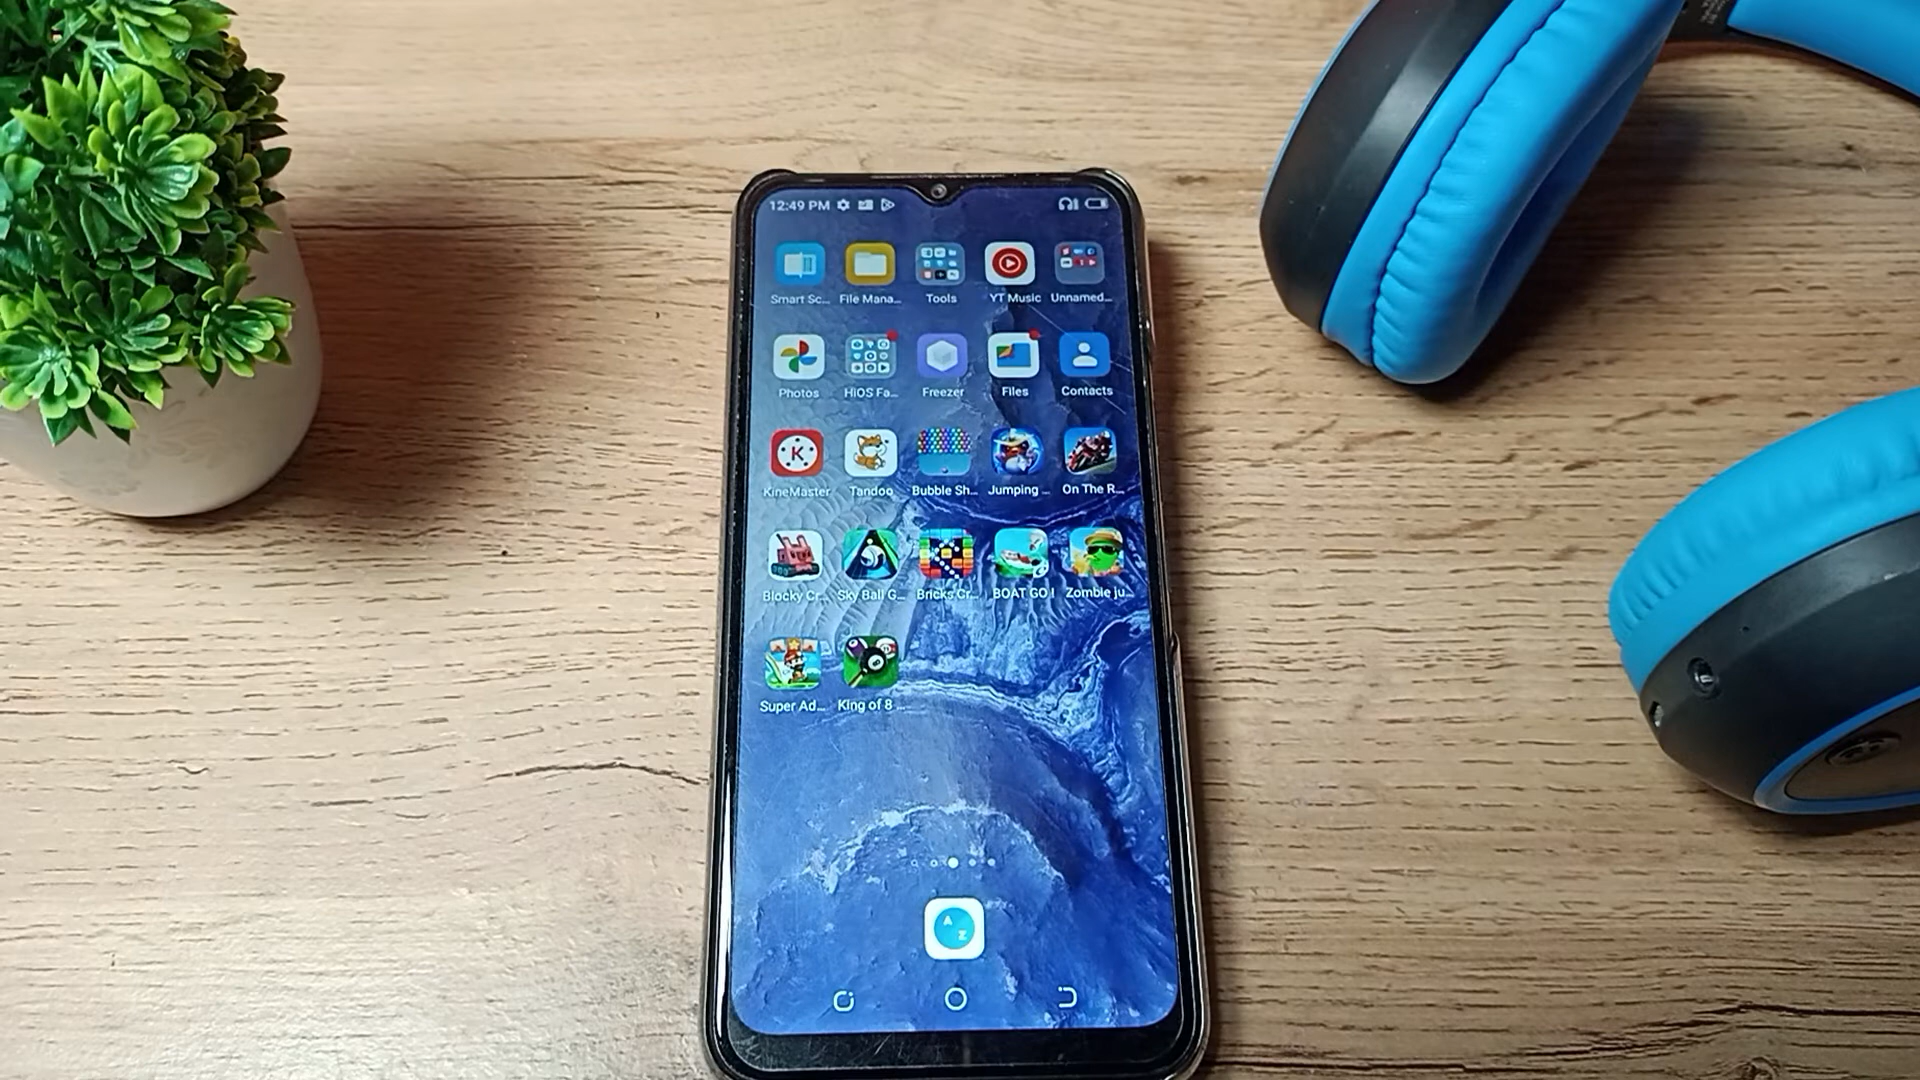 12:49 PM
Smart Sc... File Mana... Tools YT Music Unnamed...
Photos HiOS Fa... Freezer Files Contacts
K
KineMaster Tandoo Bubble Sh... Jumping ... On The R...
Blocky Cr... Sky Ball G... Bricks Cr... BOAT GO ! Zombie ju...
8
Super Ad... King of 8 ...
A
Z